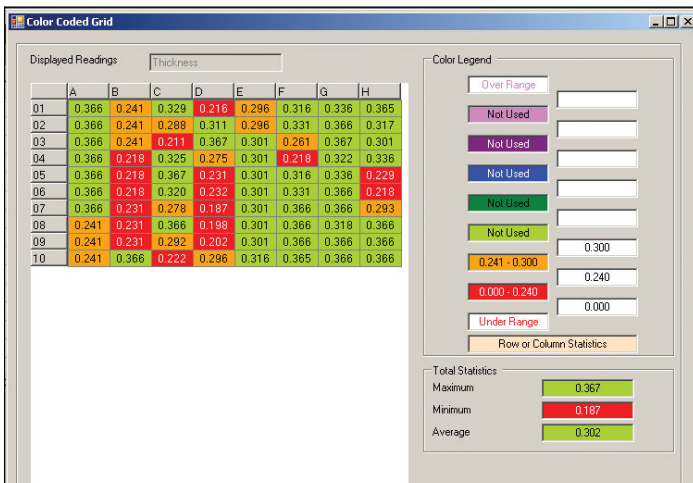 Color Coded Grid
Displayed Readings Thickness
A B C D E F G H
01 0.366 0.241 0.329 0.216 0.296 0.316 0.336 0.365
02 0.366 0.241 0.288 0.311 0.296 0.331 0.366 0.317
03 0.366 0.241 0.211 0.367 0.301 0.261 0.367 0.301
04 0.366 0.218 0.325 0.275 0.301 0.218 0.322 0.336
05 0.366 0.218 0.367 0.231 0.301 0.316 0.336 0.229
06 0.366 0.218 0.320 0.232 0.301 0.331 0.366 0.218
07 0.366 0.231 0.278 0.187 0.301 0.366 0.366 0.293
08 0.241 0.231 0.366 0.198 0.301 0.366 0.318 0.366
09 0.241 0.231 0.292 0.202 0.301 0.366 0.366 0.366
10 0.241 0.366 0.222 0.296 0.316 0.365 0.366 0.366
Color Legend
Over Range
Not Used
Not Used
Not Used
Not Used
Not Used
0.300
0.241 - 0.300
0.240
0.000 - 0.240
0.000
Under Range
Row or Column Statistics
Total Statistics
Maximum 0.367
Minimum 0.187
Average 0.302